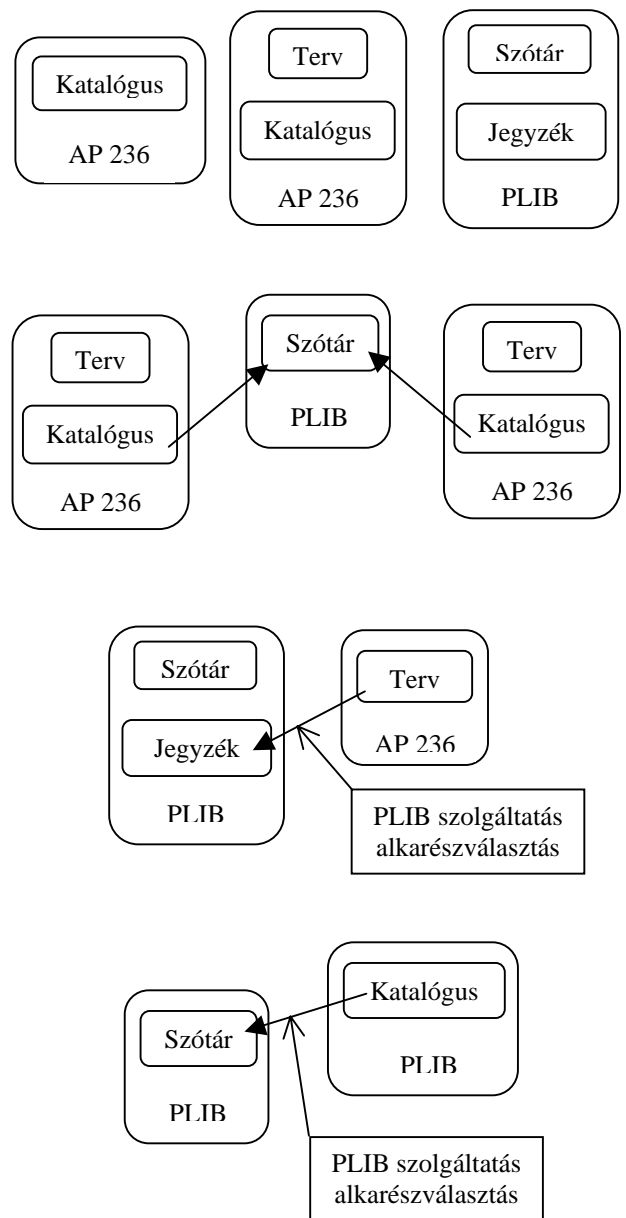 Katalógus
AP 236
Terv
Katalógus
AP 236
Szótár
Jegyzék
PLIB
Terv
Katalógus
AP 236
Szótár
PLIB
Terv
Katalógus
AP 236
Szótár
Jegyzék
PLIB
Terv
AP 236
PLIB szolgáltatás
alkarészválasztás
Szótár
PLIB
Katalógus
PLIB
PLIB szolgáltatás
alkarészválasztás